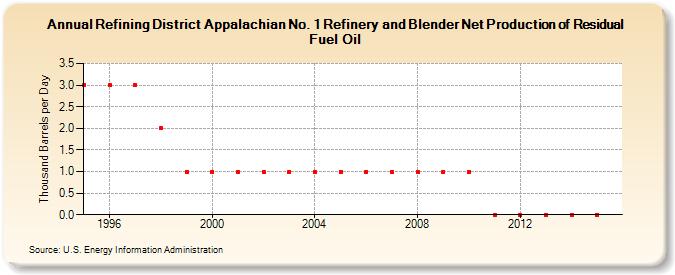 Annual Refining District Appalachian No. 1 Refinery and Blender Net Production of Residual
Fuel Oil
Thousand Barrels per Day
3.5
3.0
2.5
2.0
1.5
1.0
0.5
0.0
1996 2000 2004 2008 2012
Source: U.S. Energy Information Administration